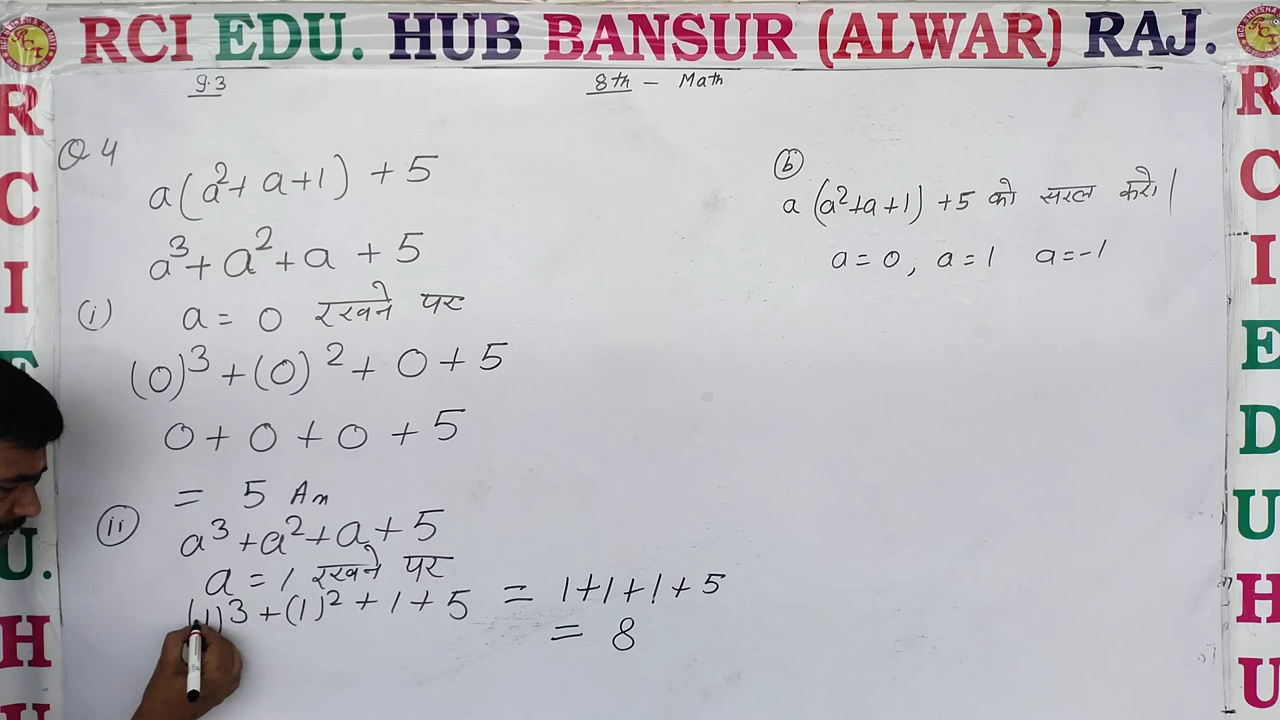 RCI EDU. HUB BANSUR (ALWAR) RAJ.
9.3
8th - Math
Q 4
a(a²+a+1) + 5
a³+a²+a+5
(i) a = 0 रखने पर
(0)³+(0)²+0+5
0+0+0+5
= 5 An
(ii) a³+a²+a+5
a = 1 रखने पर
(1)³+(1)²+1+5 = 1+1+1+5
= 8
(b)
a (a²+a+1) +5 को सरल करो।
a=0, a=1 a=-1
R
C
I
E
U.
H
R
C
I
E
D
U
H
U